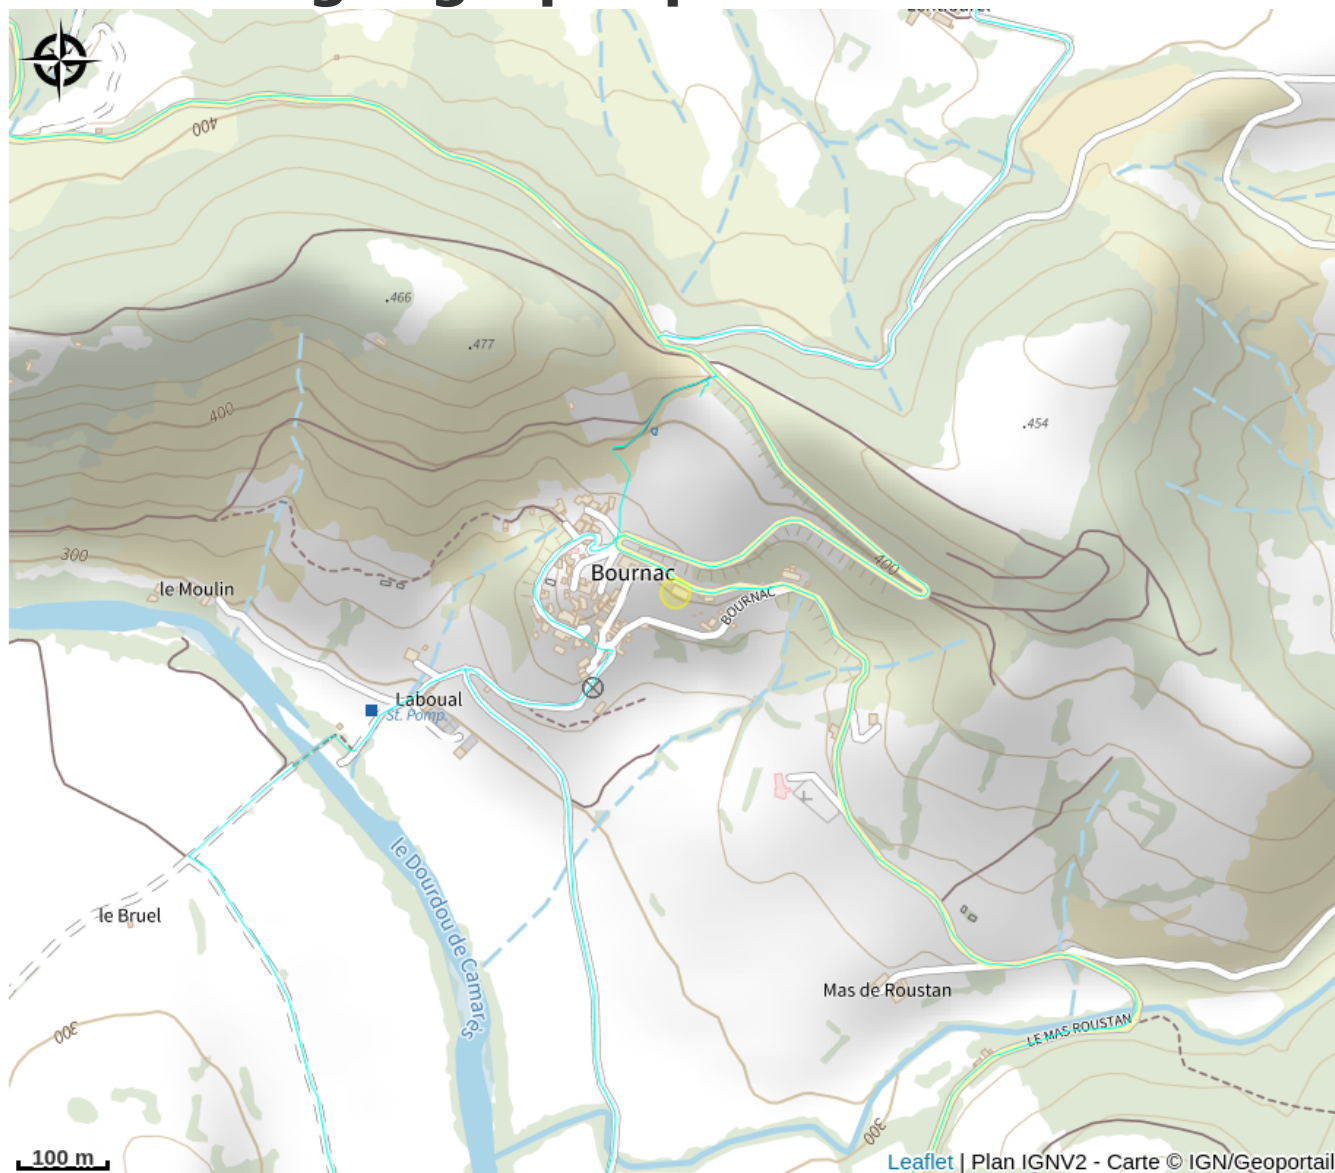 400
.466
.477
400
.454
300
le Moulin
Bournac
400
BOURNAC
Laboual
St. Pomp.
le Bruel
le Dourdou de Camarès
Mas de Roustan
LE MAS ROUSTAN
300
300
100 m
Leaflet | Plan IGNV2 - Carte © IGN/Geoportail